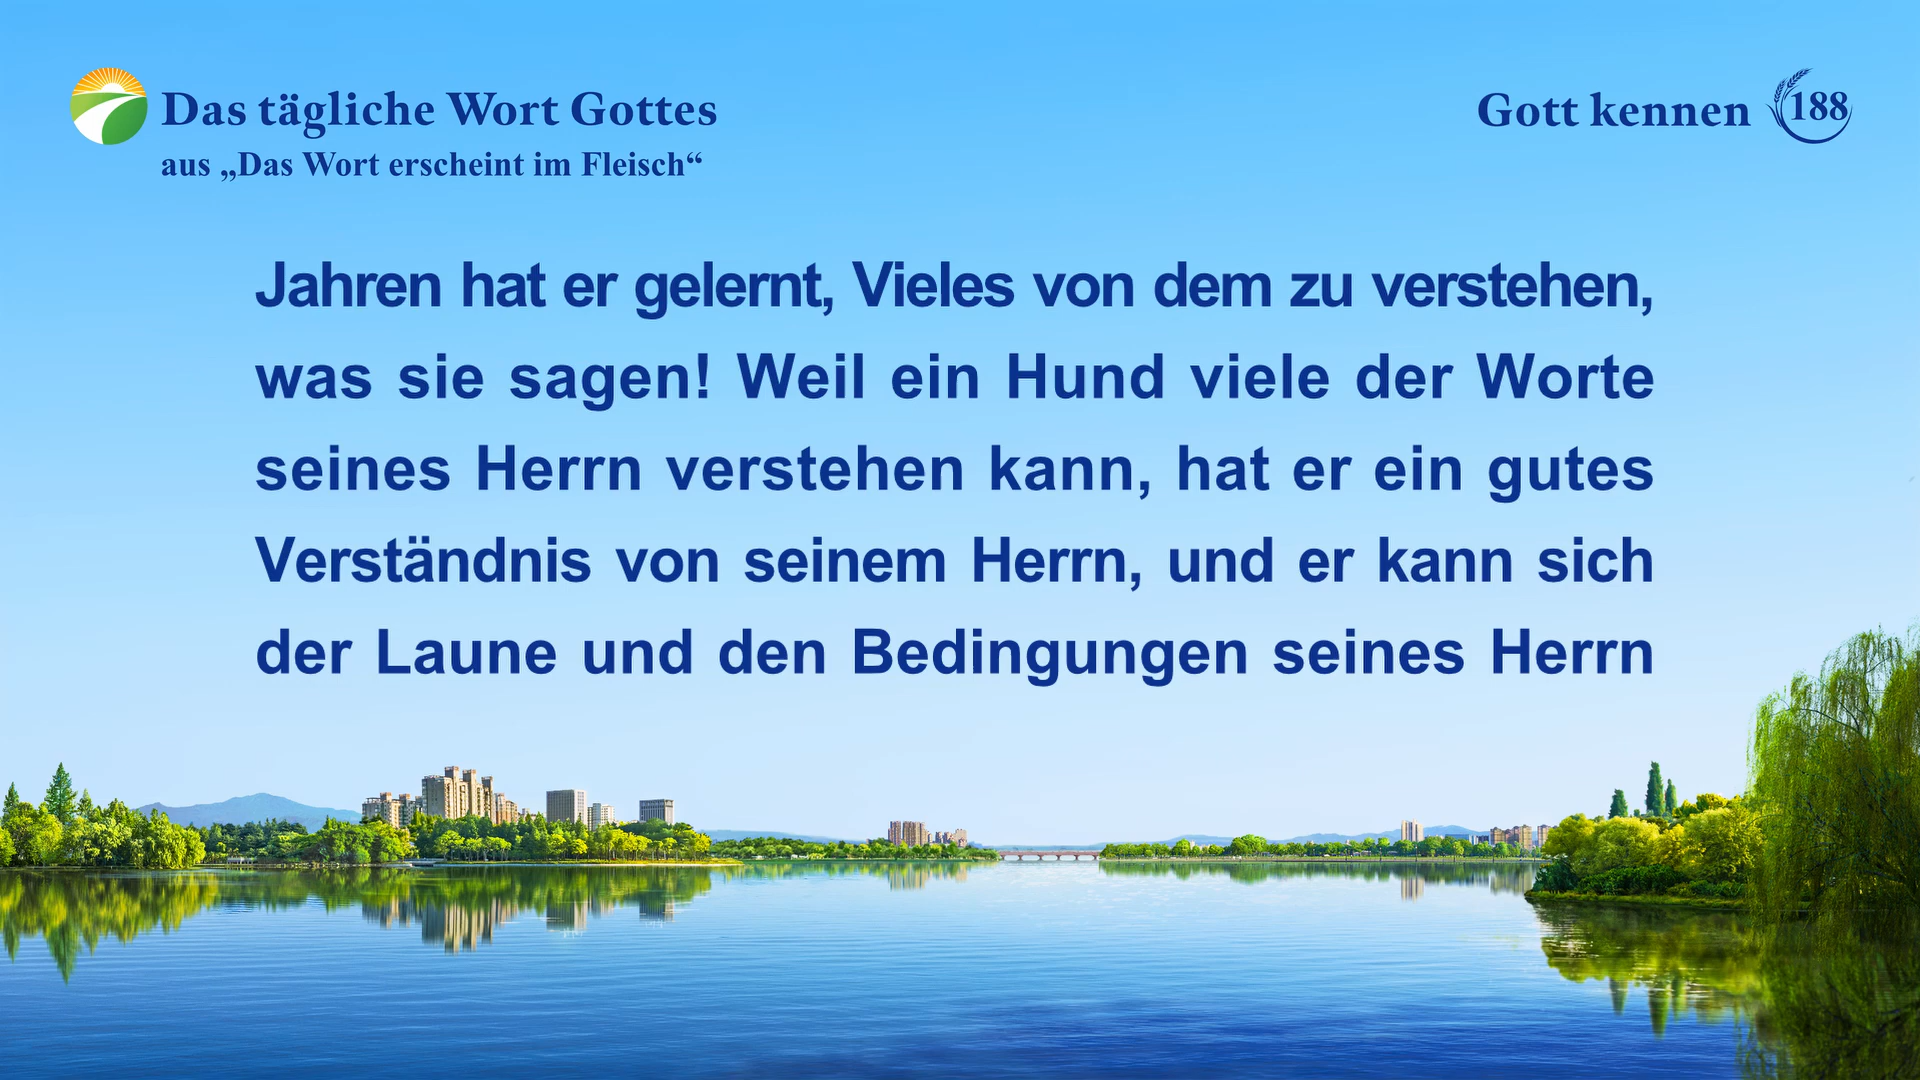 Das tägliche Wort Gottes
aus „Das Wort erscheint im Fleisch“
Gott kennen 188
Jahren hat er gelernt, Vieles von dem zu verstehen,
was sie sagen! Weil ein Hund viele der Worte
seines Herrn verstehen kann, hat er ein gutes
Verständnis von seinem Herrn, und er kann sich
der Laune und den Bedingungen seines Herrn